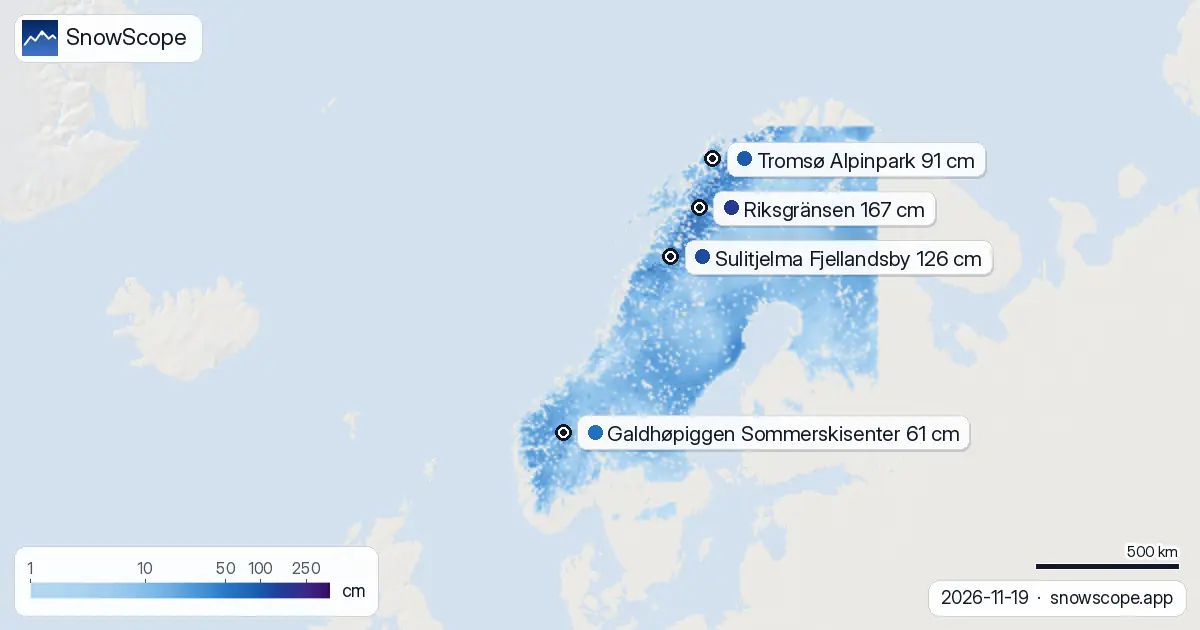 SnowScope
Tromsø Alpinpark 91 cm
Riksgränsen 167 cm
Sulitjelma Fjellandsby 126 cm
Galdhøpiggen Sommerskisenter 61 cm
500 km
1 10 50 100 250
cm
2026-11-19 · snowscope.app